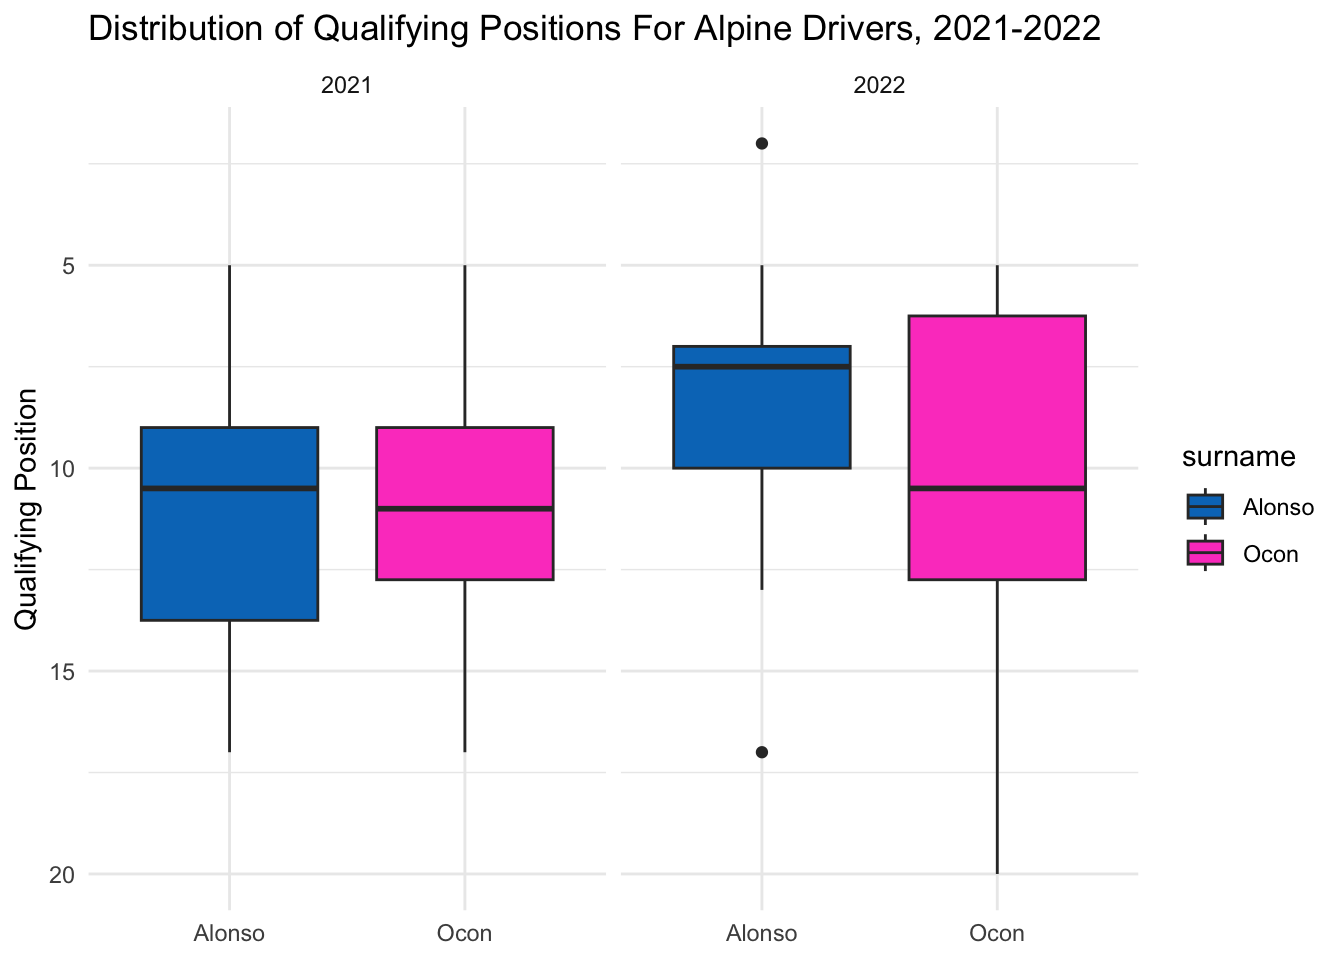 Distribution of Qualifying Positions For Alpine Drivers, 2021-2022
2021
2022
5
10
15
20
Qualifying Position
Alonso
Ocon
Alonso
Ocon
surname
Alonso
Ocon